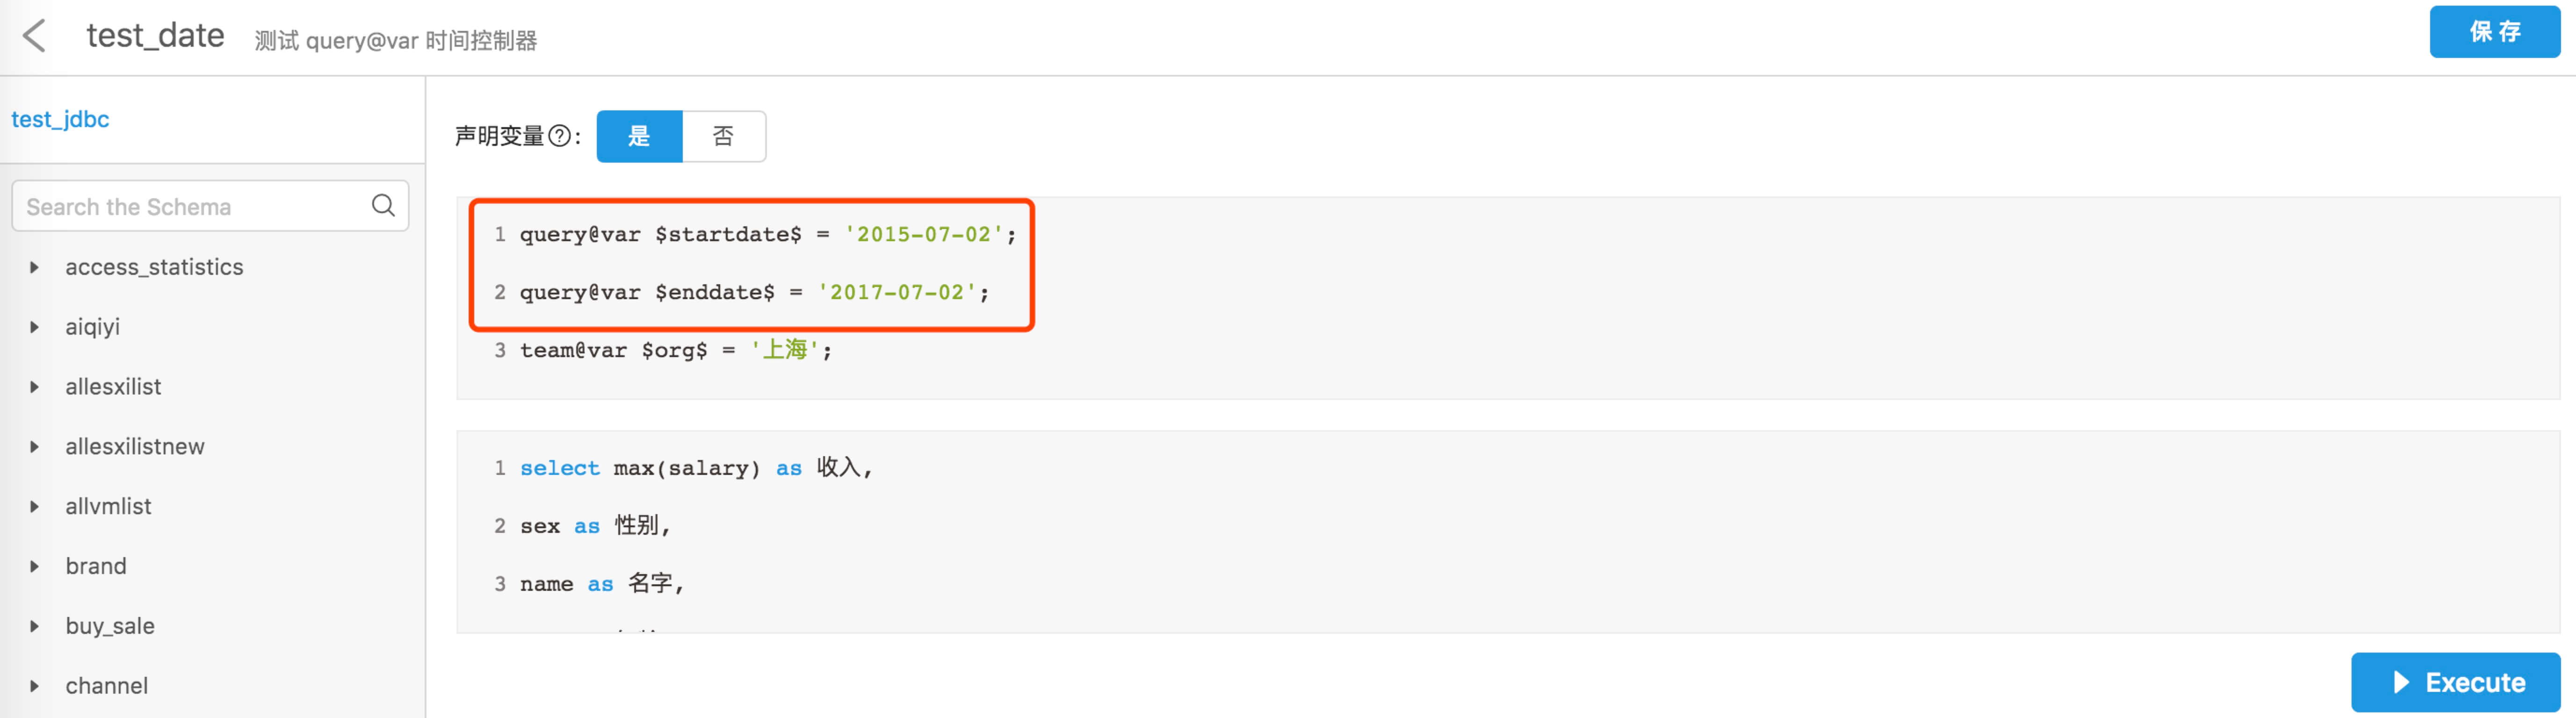 test_date 测试 query@var 时间控制器
保 存
test_jdbc
Search the Schema
access_statistics
aiqiyi
allesxilist
allesxilistnew
allvmlist
brand
buy_sale
channel
声明变量?: 是 否
1 query@var $startdate$ = '2015-07-02';
2 query@var $enddate$ = '2017-07-02';
3 team@var $org$ = '上海';
1 select max(salary) as 收入,
2 sex as 性别,
3 name as 名字,
Execute